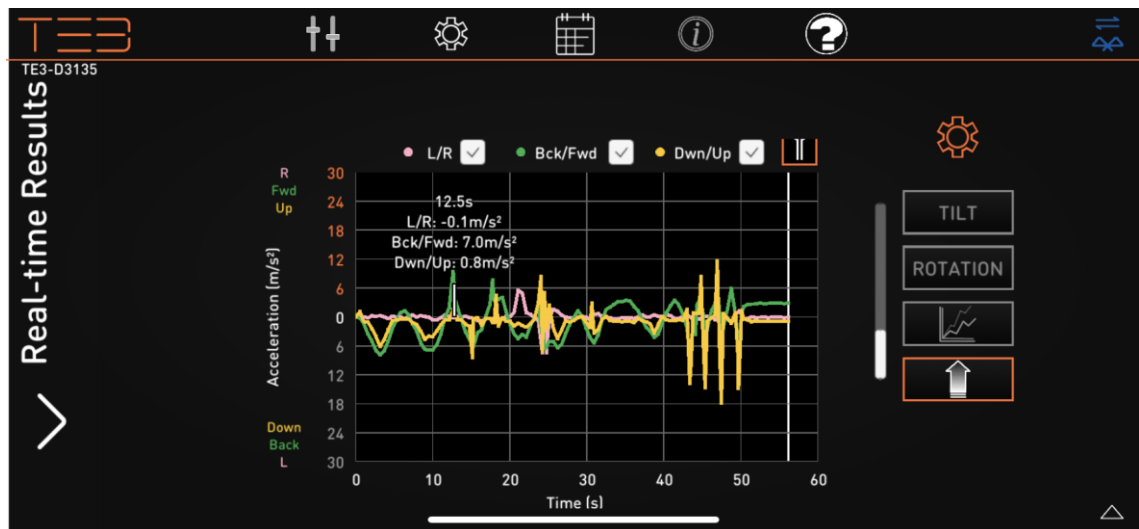 TE3
TE3-D3135
Real-time Results
L/R
Bck/Fwd
Dwn/Up
R
Fwd
Up
30
24
18
12
6
0
6
12
18
24
30
Acceleration (m/s²)
Down
Back
L
12.5s
L/R: -0.1m/s²
Bck/Fwd: 7.0m/s²
Dwn/Up: 0.8m/s²
0 10 20 30 40 50 60
Time (s)
TILT
ROTATION
i
?